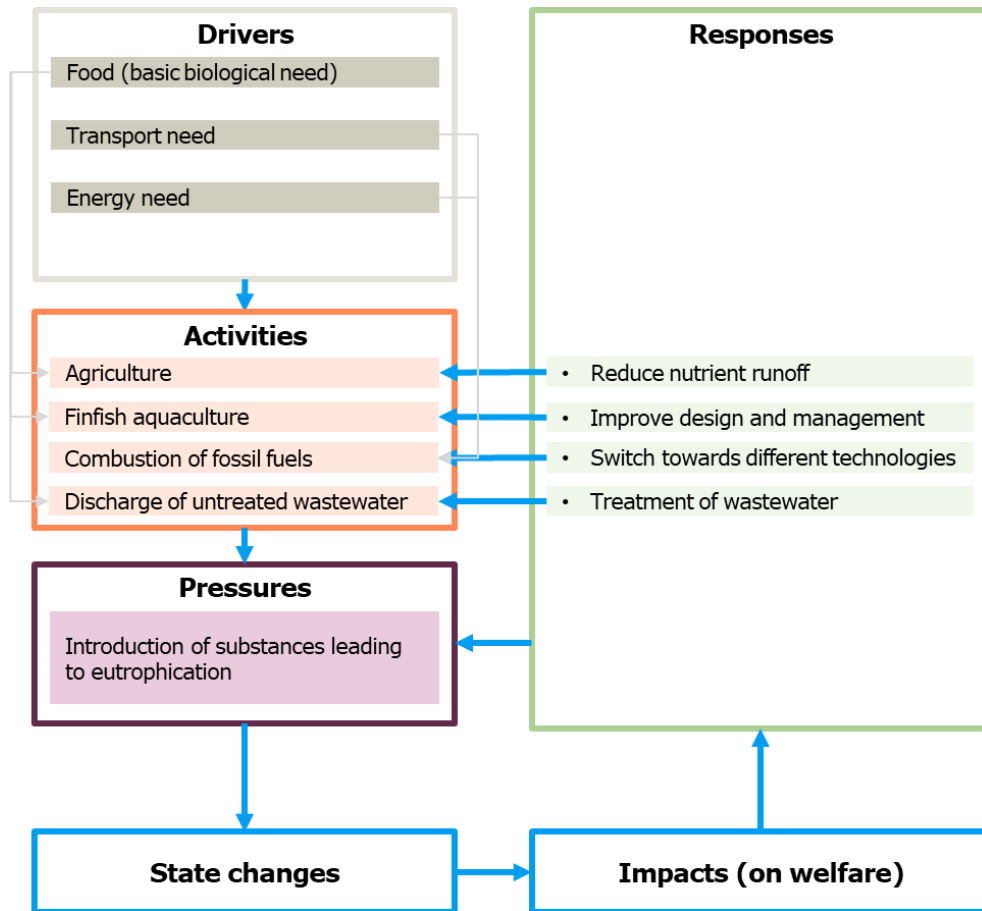 Drivers
Food (basic biological need)
Transport need
Energy need
Activities
Agriculture
Finfish aquaculture
Combustion of fossil fuels
Discharge of untreated wastewater
Pressures
Introduction of substances leading
to eutrophication
State changes
Responses
• Reduce nutrient runoff
• Improve design and management
• Switch towards different technologies
• Treatment of wastewater
Impacts (on welfare)